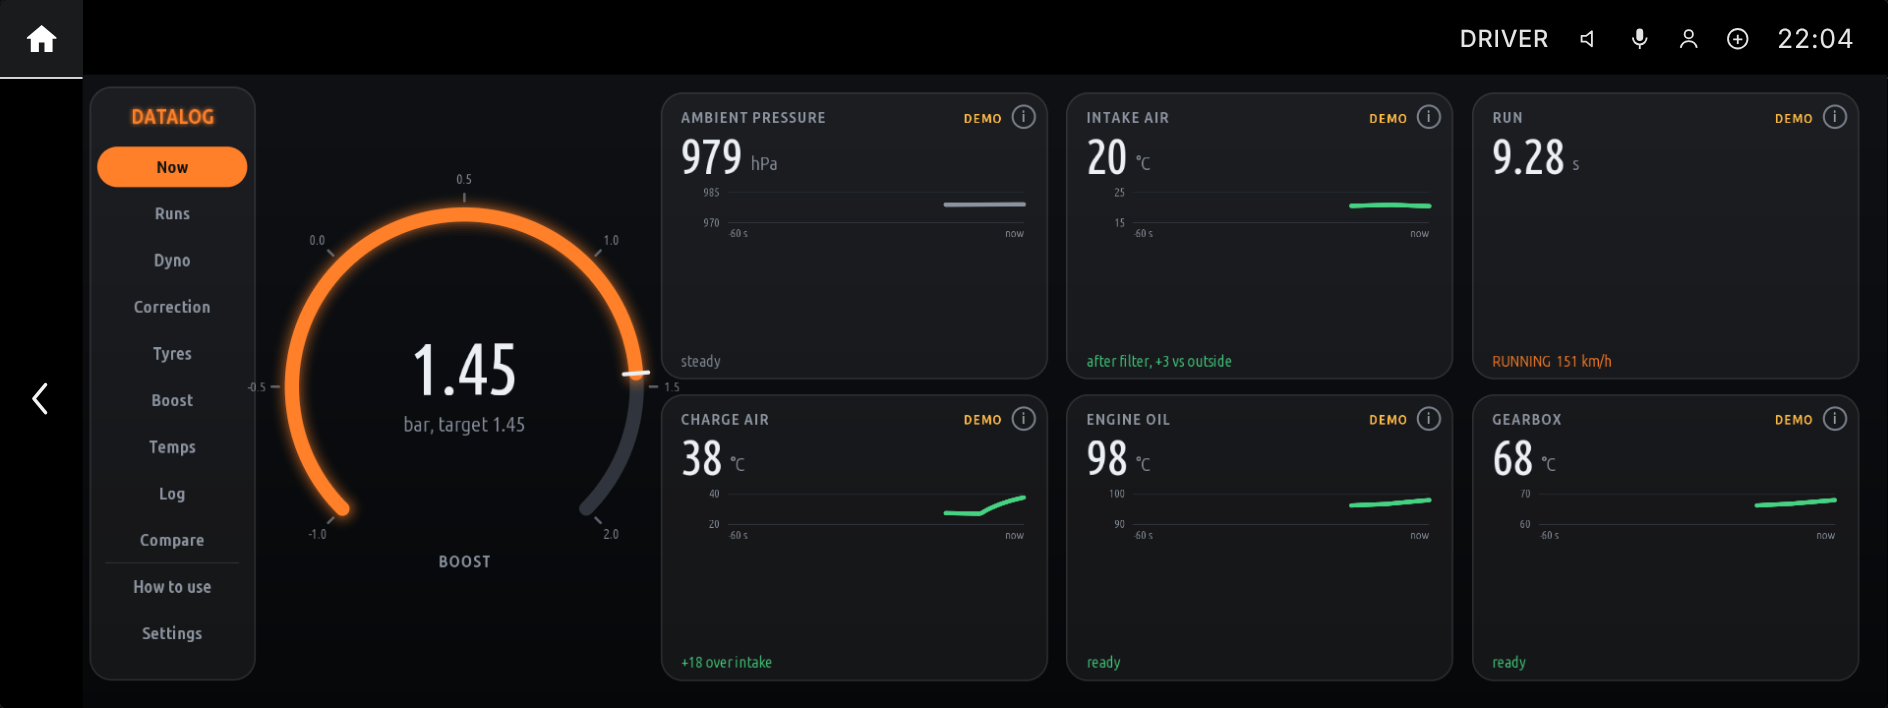 DRIVER 22:04
DATALOG
Now
Runs
Dyno
Correction
Tyres
Boost
Temps
Log
Compare
How to use
Settings
-1.0
-0.5
0.0
0.5
1.0
1.5
2.0
1.45
bar, target 1.45
BOOST
AMBIENT PRESSURE DEMO i
979 hPa
985
970
-60 s now
steady
INTAKE AIR DEMO i
20 °C
25
15
-60 s now
after filter, +3 vs outside
RUN DEMO i
9.28 s
RUNNING 151 km/h
CHARGE AIR DEMO i
38 °C
40
20
-60 s now
+18 over intake
ENGINE OIL DEMO i
98 °C
100
90
-60 s now
ready
GEARBOX DEMO i
68 °C
70
60
-60 s now
ready